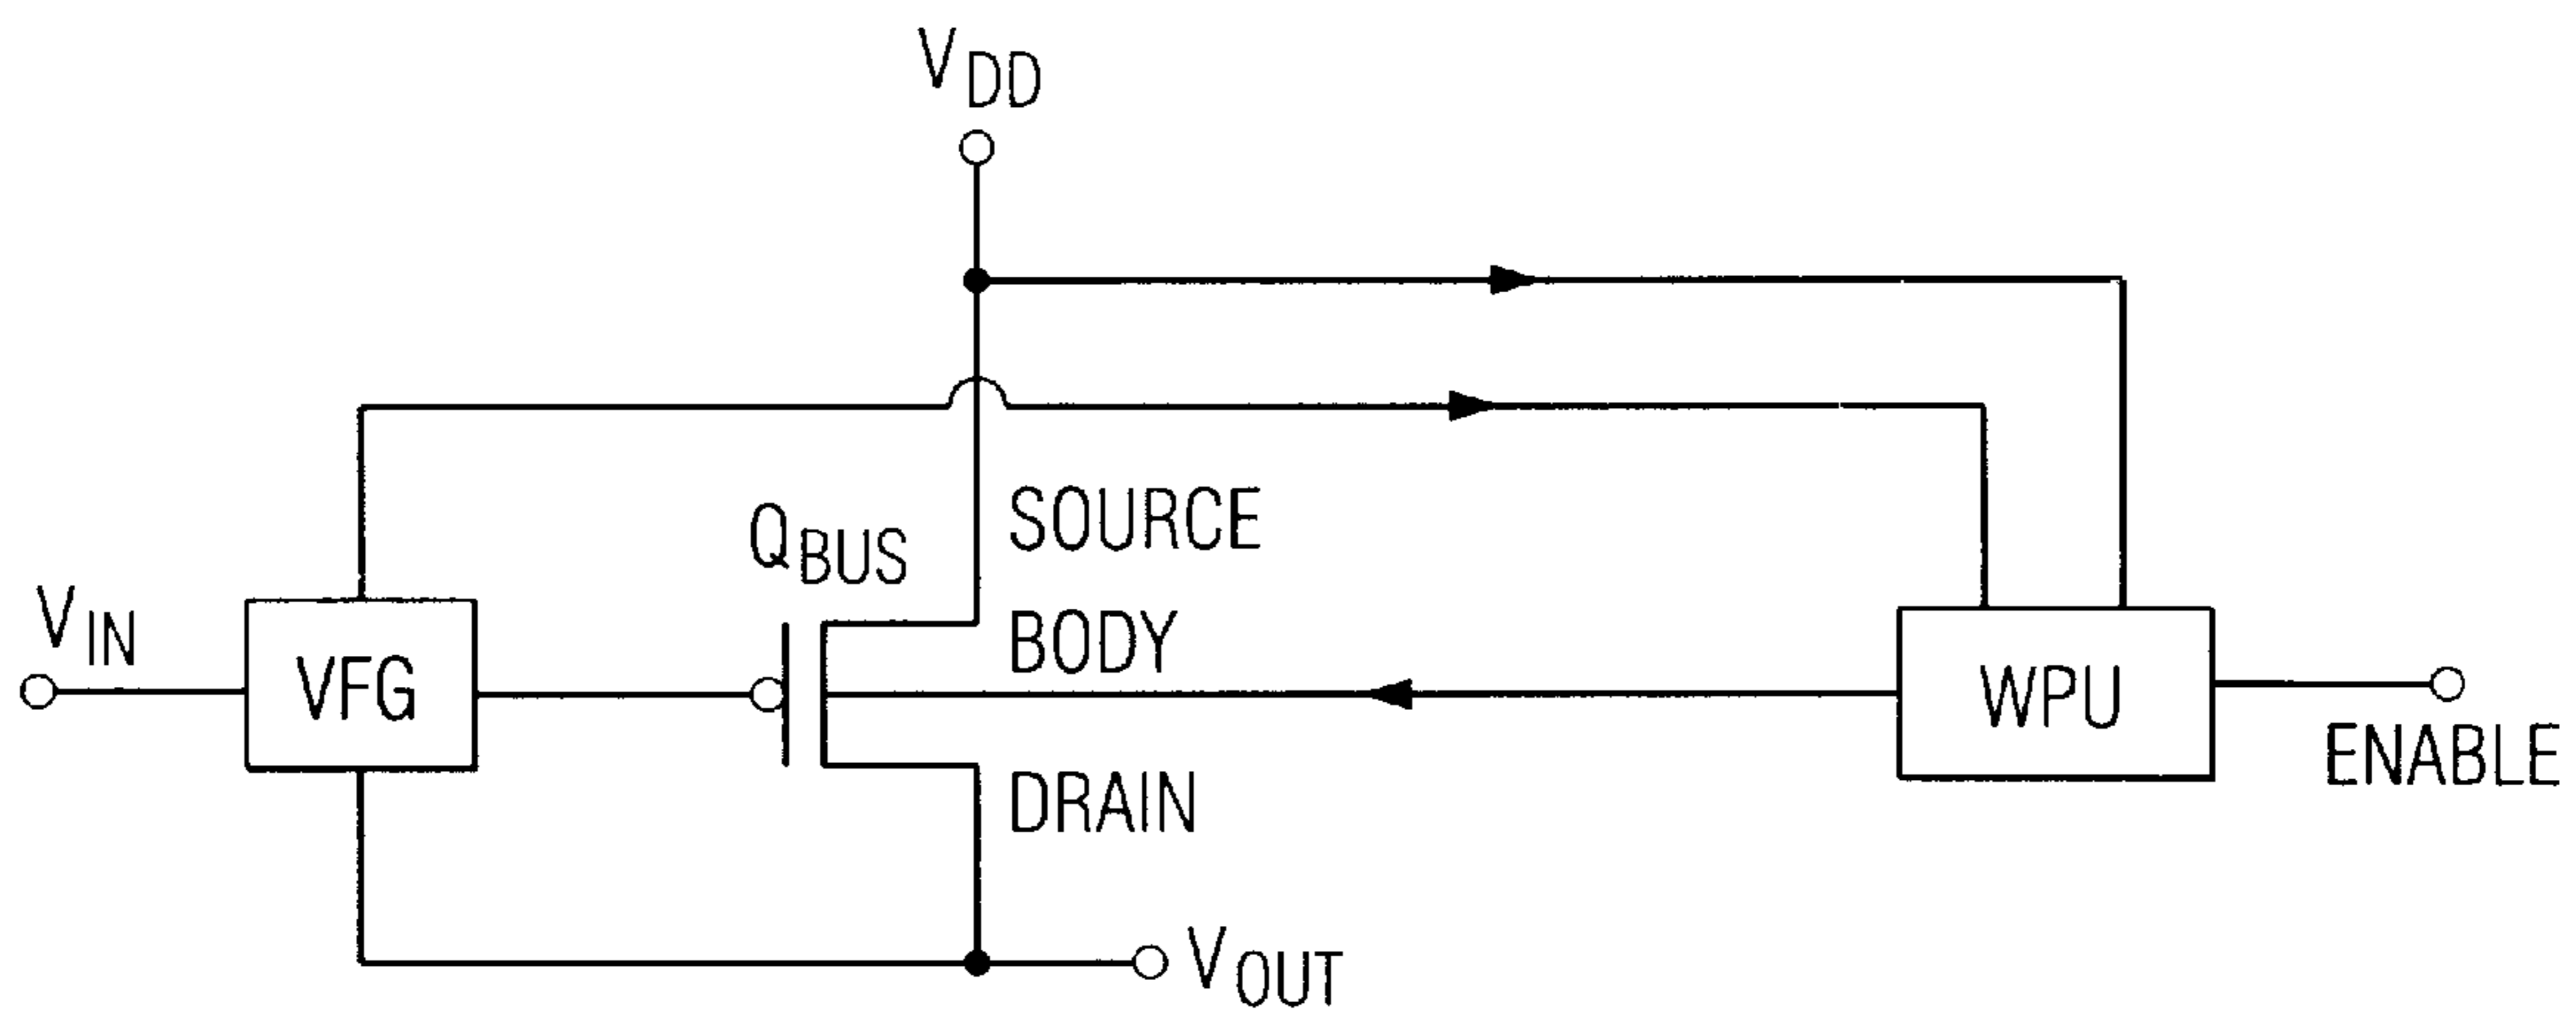 VDD
SOURCE
QBUS
BODY
VIN
VFG
WPU
ENABLE
DRAIN
VOUT